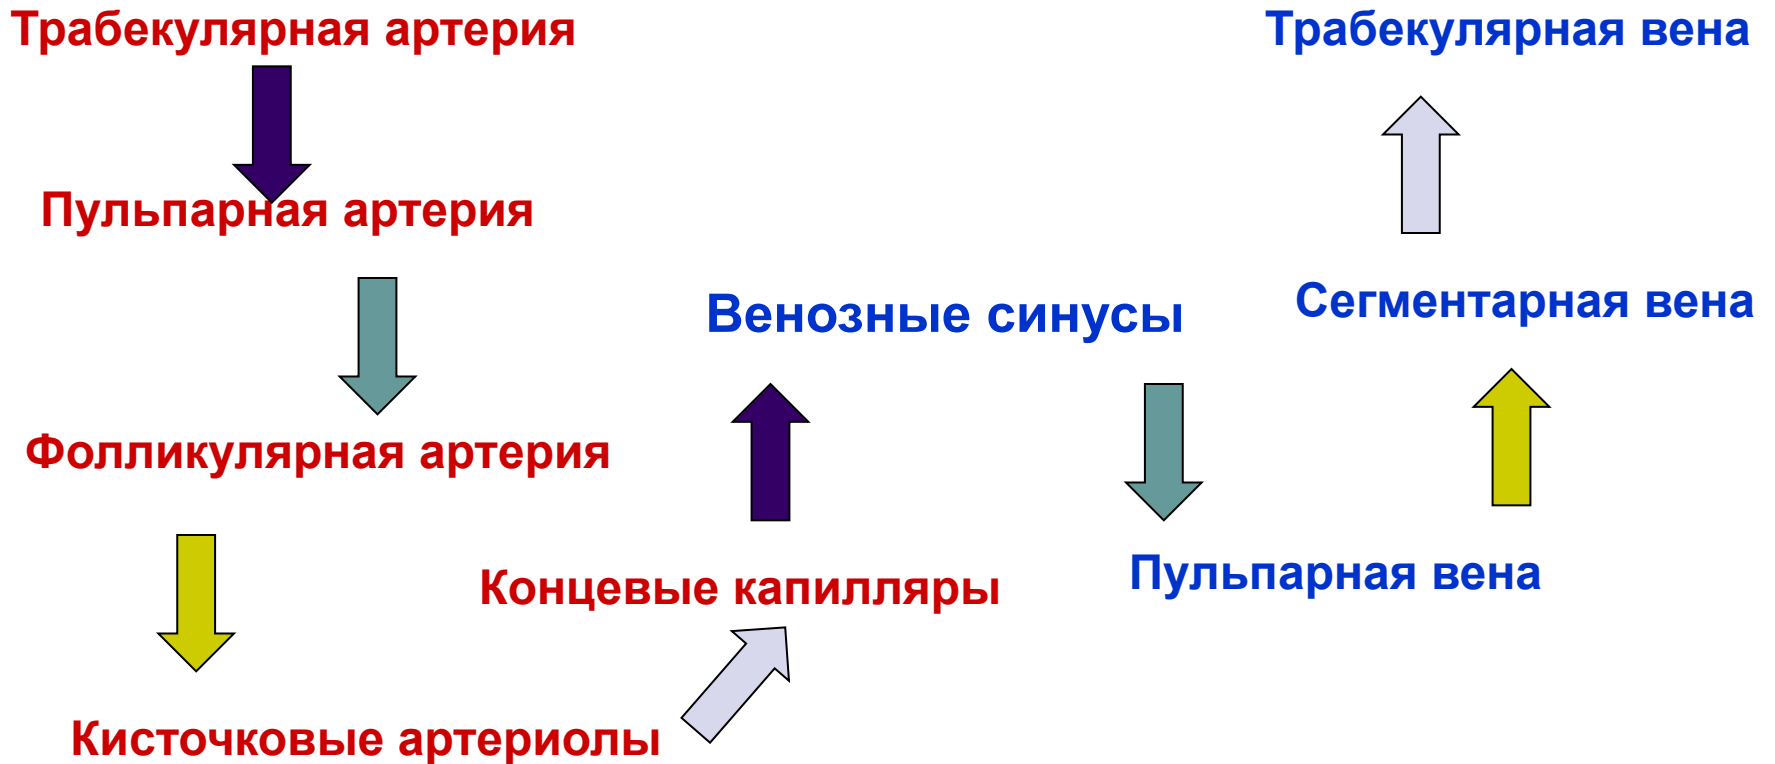 Трабекулярная артерия
Пульпарная артерия
Фолликулярная артерия
Кисточковые артериолы
Концевые капилляры
Венозные синусы
Пульпарная вена
Сегментарная вена
Трабекулярная вена